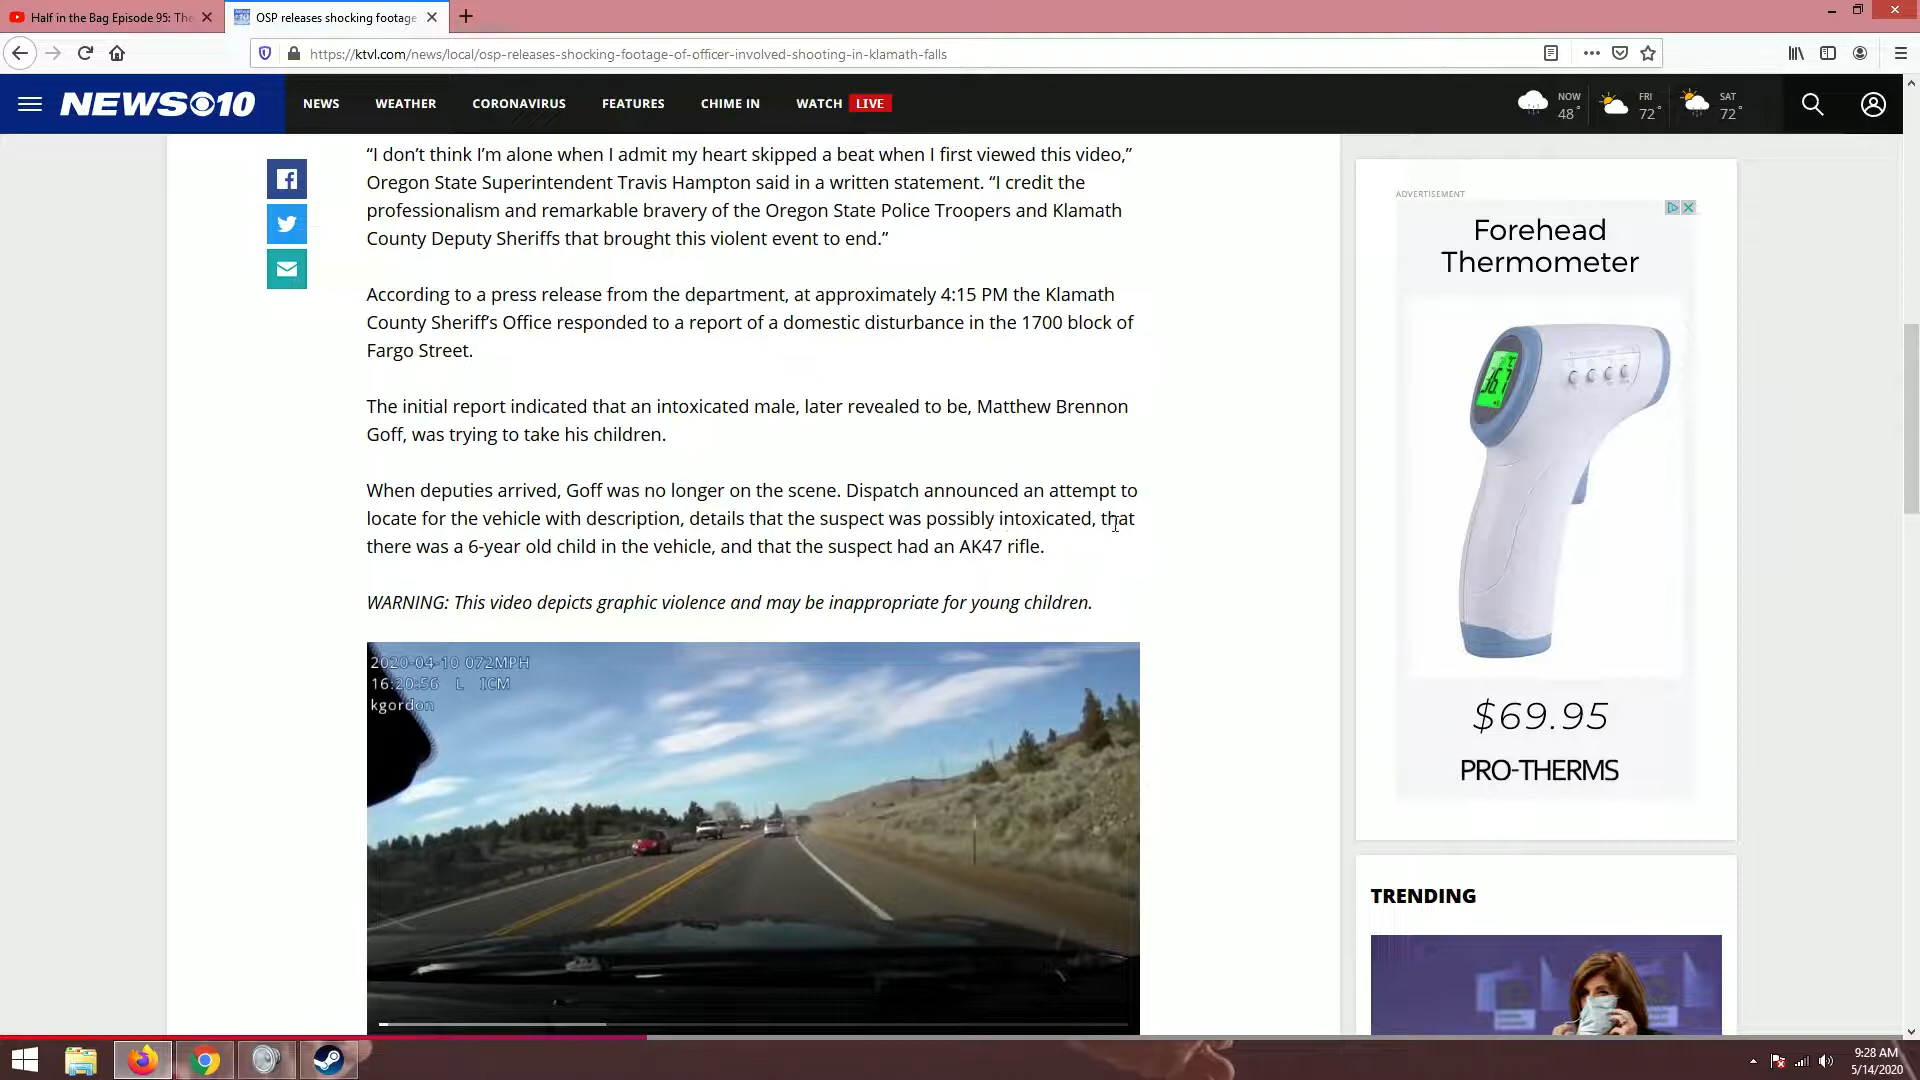 Half in the Bag Episode 95: The
OSP releases shocking footage
https://ktvl.com/news/local/osp-releases-shocking-footage-of-officer-involved-shooting-in-klamath-falls
NEWS 10
NEWS
WEATHER
CORONAVIRUS
FEATURES
CHIME IN
WATCH LIVE
NOW
48°
FRI
72°
SAT
72°
“I don’t think I’m alone when I admit my heart skipped a beat when I first viewed this video,”
Oregon State Superintendent Travis Hampton said in a written statement. “I credit the
professionalism and remarkable bravery of the Oregon State Police Troopers and Klamath
County Deputy Sheriffs that brought this violent event to end.”
According to a press release from the department, at approximately 4:15 PM the Klamath
County Sheriff’s Office responded to a report of a domestic disturbance in the 1700 block of
Fargo Street.
The initial report indicated that an intoxicated male, later revealed to be, Matthew Brennon
Goff, was trying to take his children.
When deputies arrived, Goff was no longer on the scene. Dispatch announced an attempt to
locate for the vehicle with description, details that the suspect was possibly intoxicated, that
there was a 6-year old child in the vehicle, and that the suspect had an AK47 rifle.
WARNING: This video depicts graphic violence and may be inappropriate for young children.
2020-04-10 072MPH
16:20:56 L ICM
kgordon
ADVERTISEMENT
Forehead
Thermometer
36.7
$69.95
PRO-THERMS
TRENDING
9:28 AM
5/14/2020